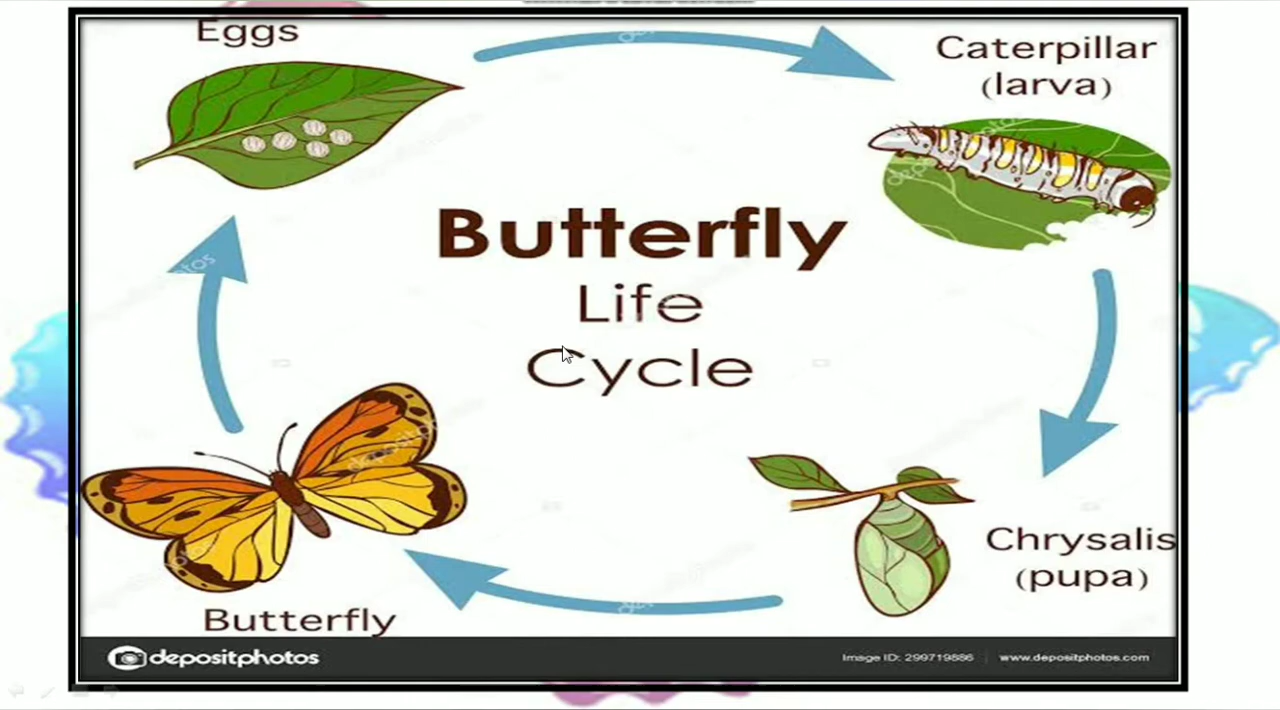 Eggs
Caterpillar
(larva)
Butterfly
Life
Cycle
Chrysalis
(pupa)
Butterfly
depositphotos
Image ID: 299719886
www.depositphotos.com